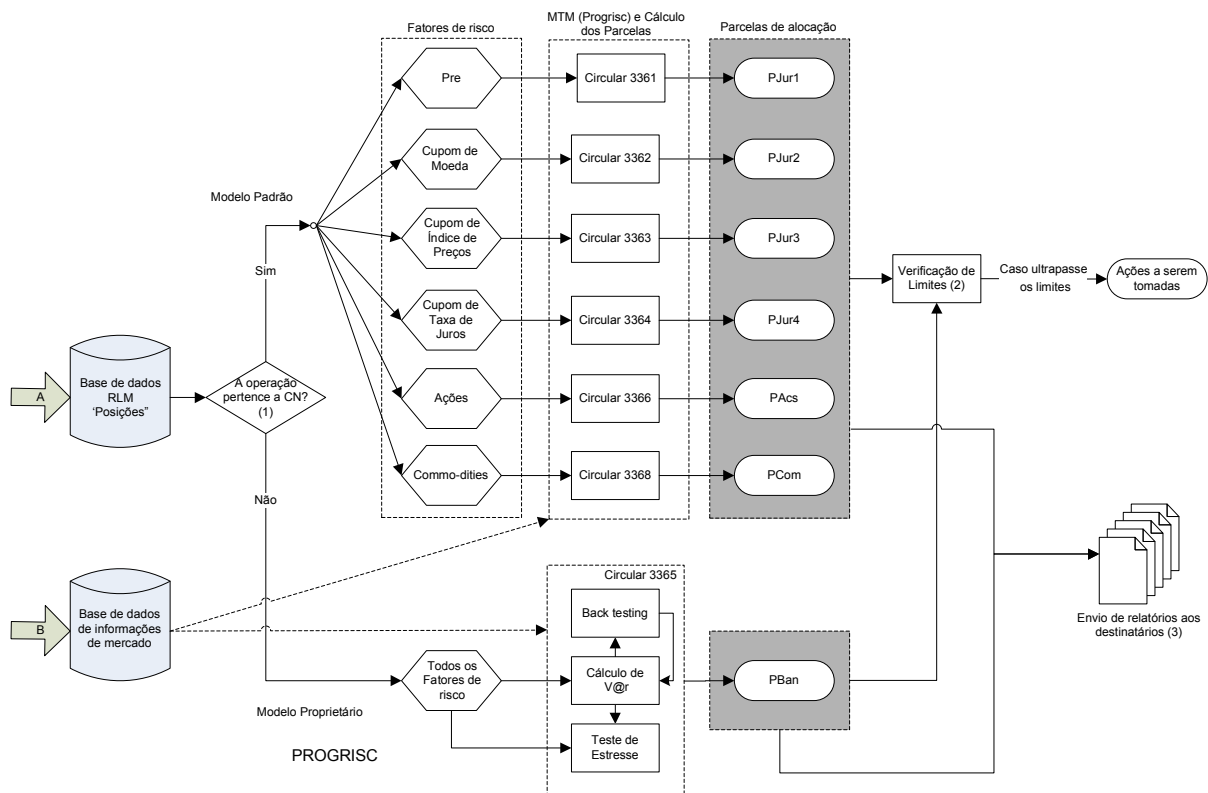 Fatores de risco
MTM (Progrisc) e Cálculo
dos Parcelas
Parcelas de alocação
Pre
Circular 3361
PJur1
Cupom de
Moeda
Circular 3362
PJur2
Modelo Padrão
Cupom de
Índice de
Preços
Circular 3363
PJur3
Sim
Verificação de
Limites (2)
Caso ultrapasse
os limites
Ações a serem
tomadas
Cupom de
Taxa de
Juros
Circular 3364
PJur4
A
Base de dados
RLM
‘Posições”
A operação
pertence a CN?
(1)
Ações
Circular 3366
PAcs
Commo-dities
Circular 3368
PCom
Não
Circular 3365
B
Base de dados
de informações
de mercado
Back testing
Envio de relatórios aos
destinatários (3)
Todos os
Fatores de
risco
Cálculo de
V@r
PBan
Modelo Proprietário
Teste de
Estresse
PROGRISC